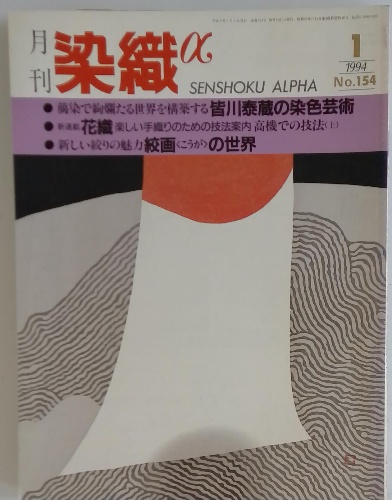 月刊 染織α
SENSHOKU ALPHA
1
1994
No.154
●蠟染で絢爛たる世界を構築する皆川泰蔵の染色芸術
●新連載 花織 楽しい手織りのための技法案内 高機での技法(上)
●新しい絞りの魅力 絞画〈こうが〉の世界